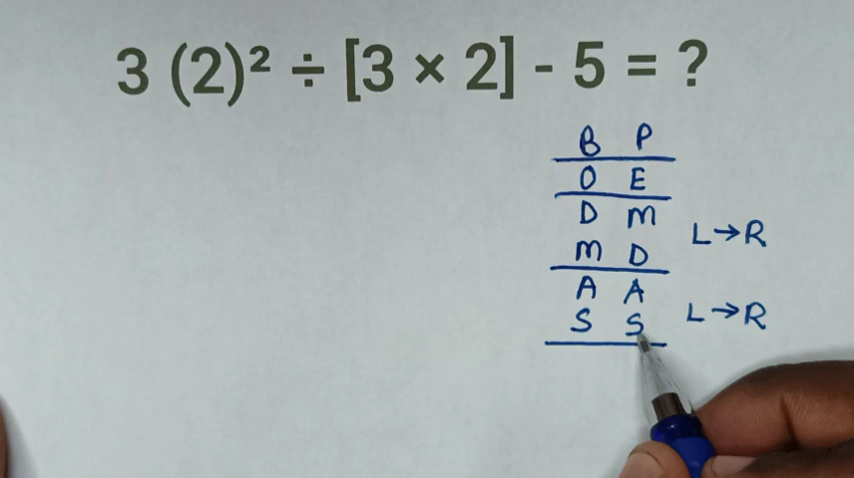 3 (2)² ÷ [3 × 2] - 5 = ?
B P
O E
D M
L→R
M D
A A
L→R
S S